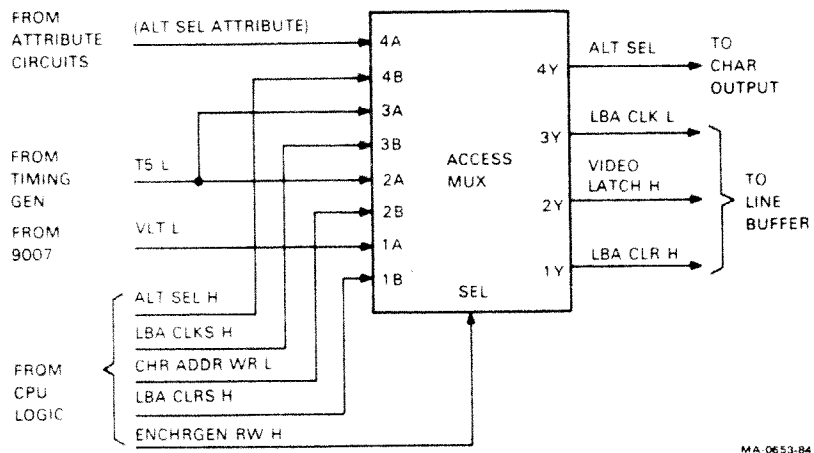 FROM
ATTRIBUTE
CIRCUITS
(ALT SEL ATTRIBUTE)
FROM
TIMING
GEN
T5 L
FROM
9007
VLT L
FROM
CPU
LOGIC
ALT SEL H
LBA CLKS H
CHR ADDR WR L
LBA CLRS H
ENCHRGEN RW H
4A
4B
3A
3B
2A
2B
1A
1B
ACCESS
MUX
SEL
4Y
3Y
2Y
1Y
ALT SEL
LBA CLK L
VIDEO
LATCH H
LBA CLR H
TO
CHAR
OUTPUT
TO
LINE
BUFFER
MA-0653-84